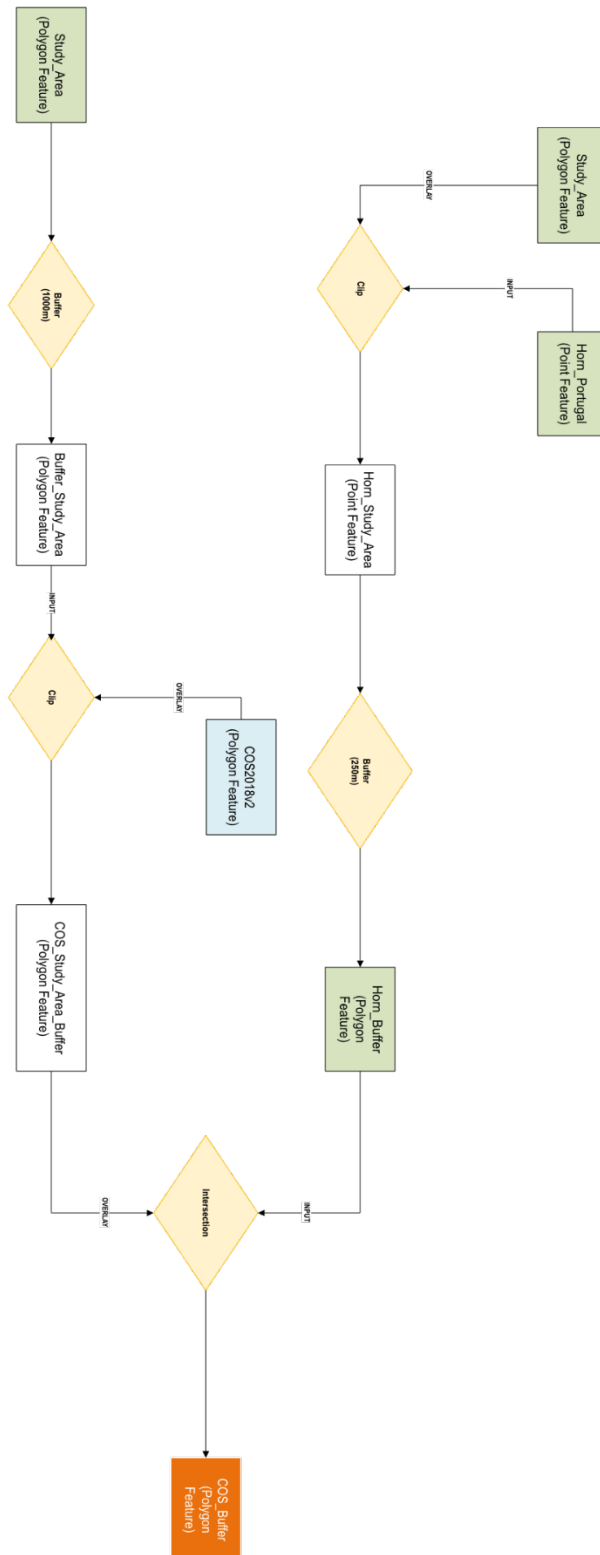 Study_Area
(Polygon Feature)
OVERLAY
Horn_Portugal
(Point Feature)
INPUT
Clip
Horn_Study_Area
(Point Feature)
Buffer
(250m)
Horn_Buffer
(Polygon
Feature)
INPUT
Study_Area
(Polygon Feature)
Buffer
(1000m)
Buffer_Study_Area
(Polygon Feature)
INPUT
Clip
OVERLAY
COS2018v2
(Polygon Feature)
COS_Study_Area_Buffer
(Polygon Feature)
OVERLAY
Intersection
COS_Buffer
(Polygon
Feature)